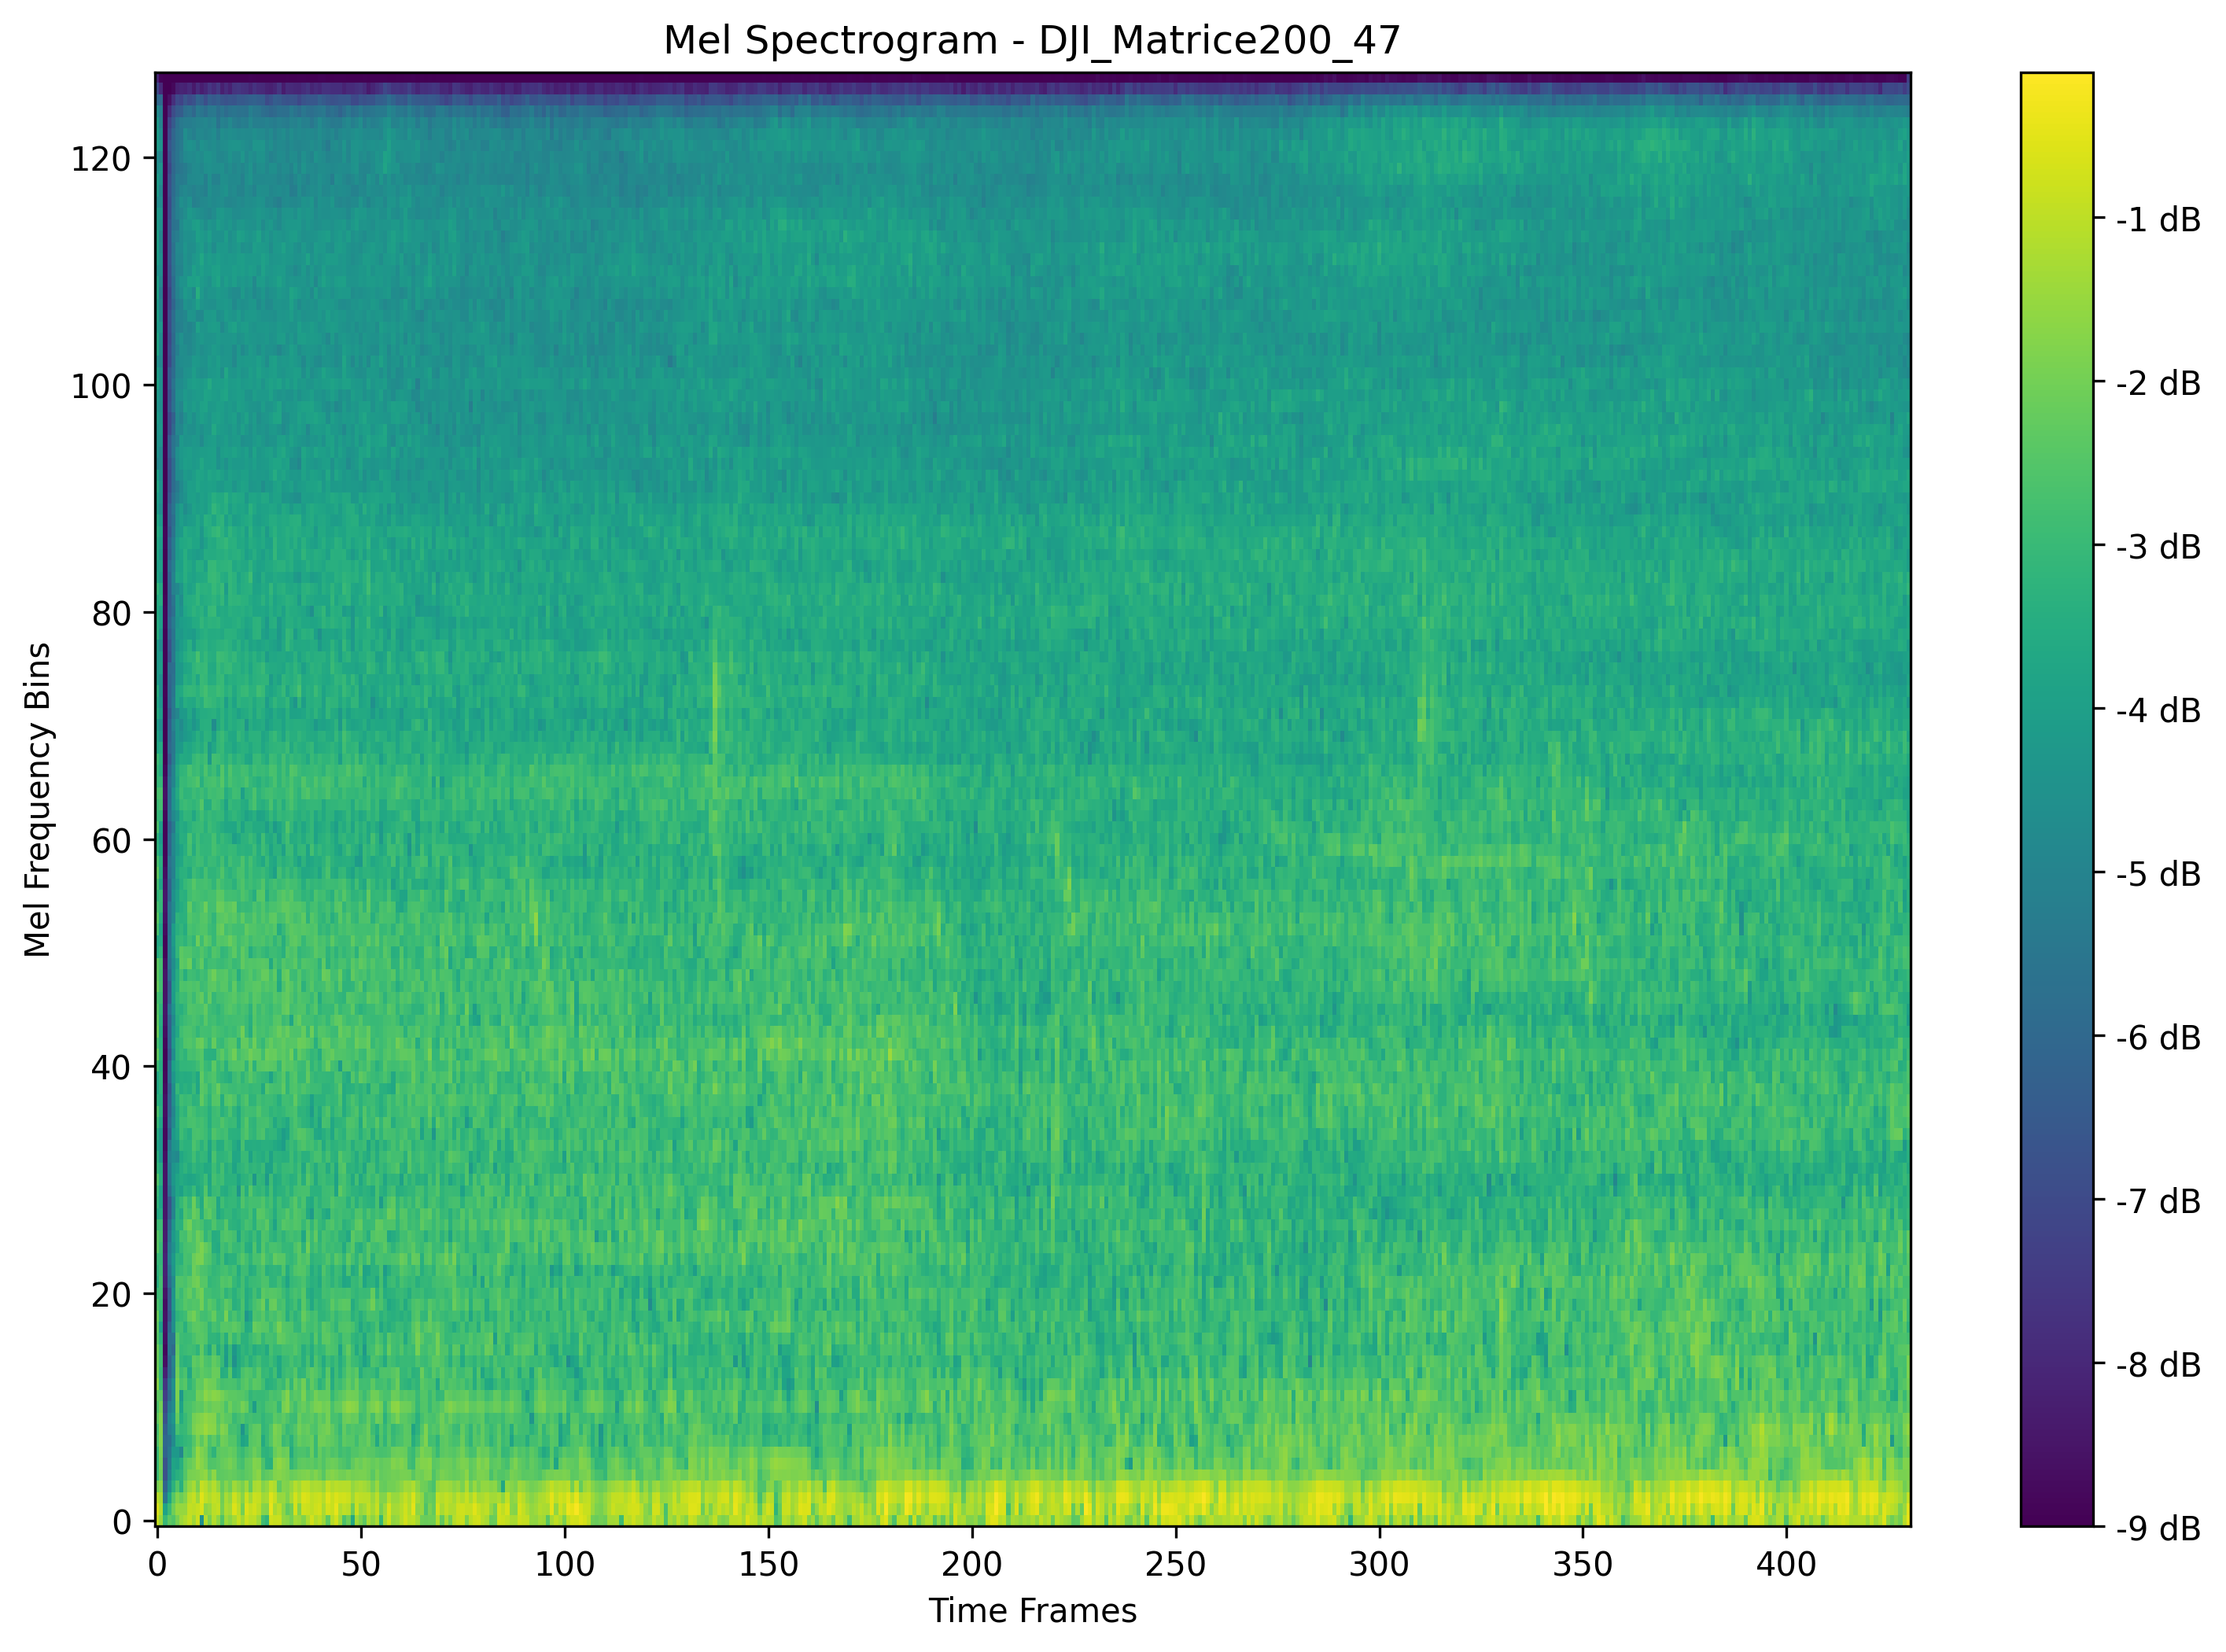 Mel Spectrogram - DJI_Matrice200_47
120
100
80
60
40
20
0
Mel Frequency Bins
0 50 100 150 200 250 300 350 400
Time Frames
-1 dB
-2 dB
-3 dB
-4 dB
-5 dB
-6 dB
-7 dB
-8 dB
-9 dB